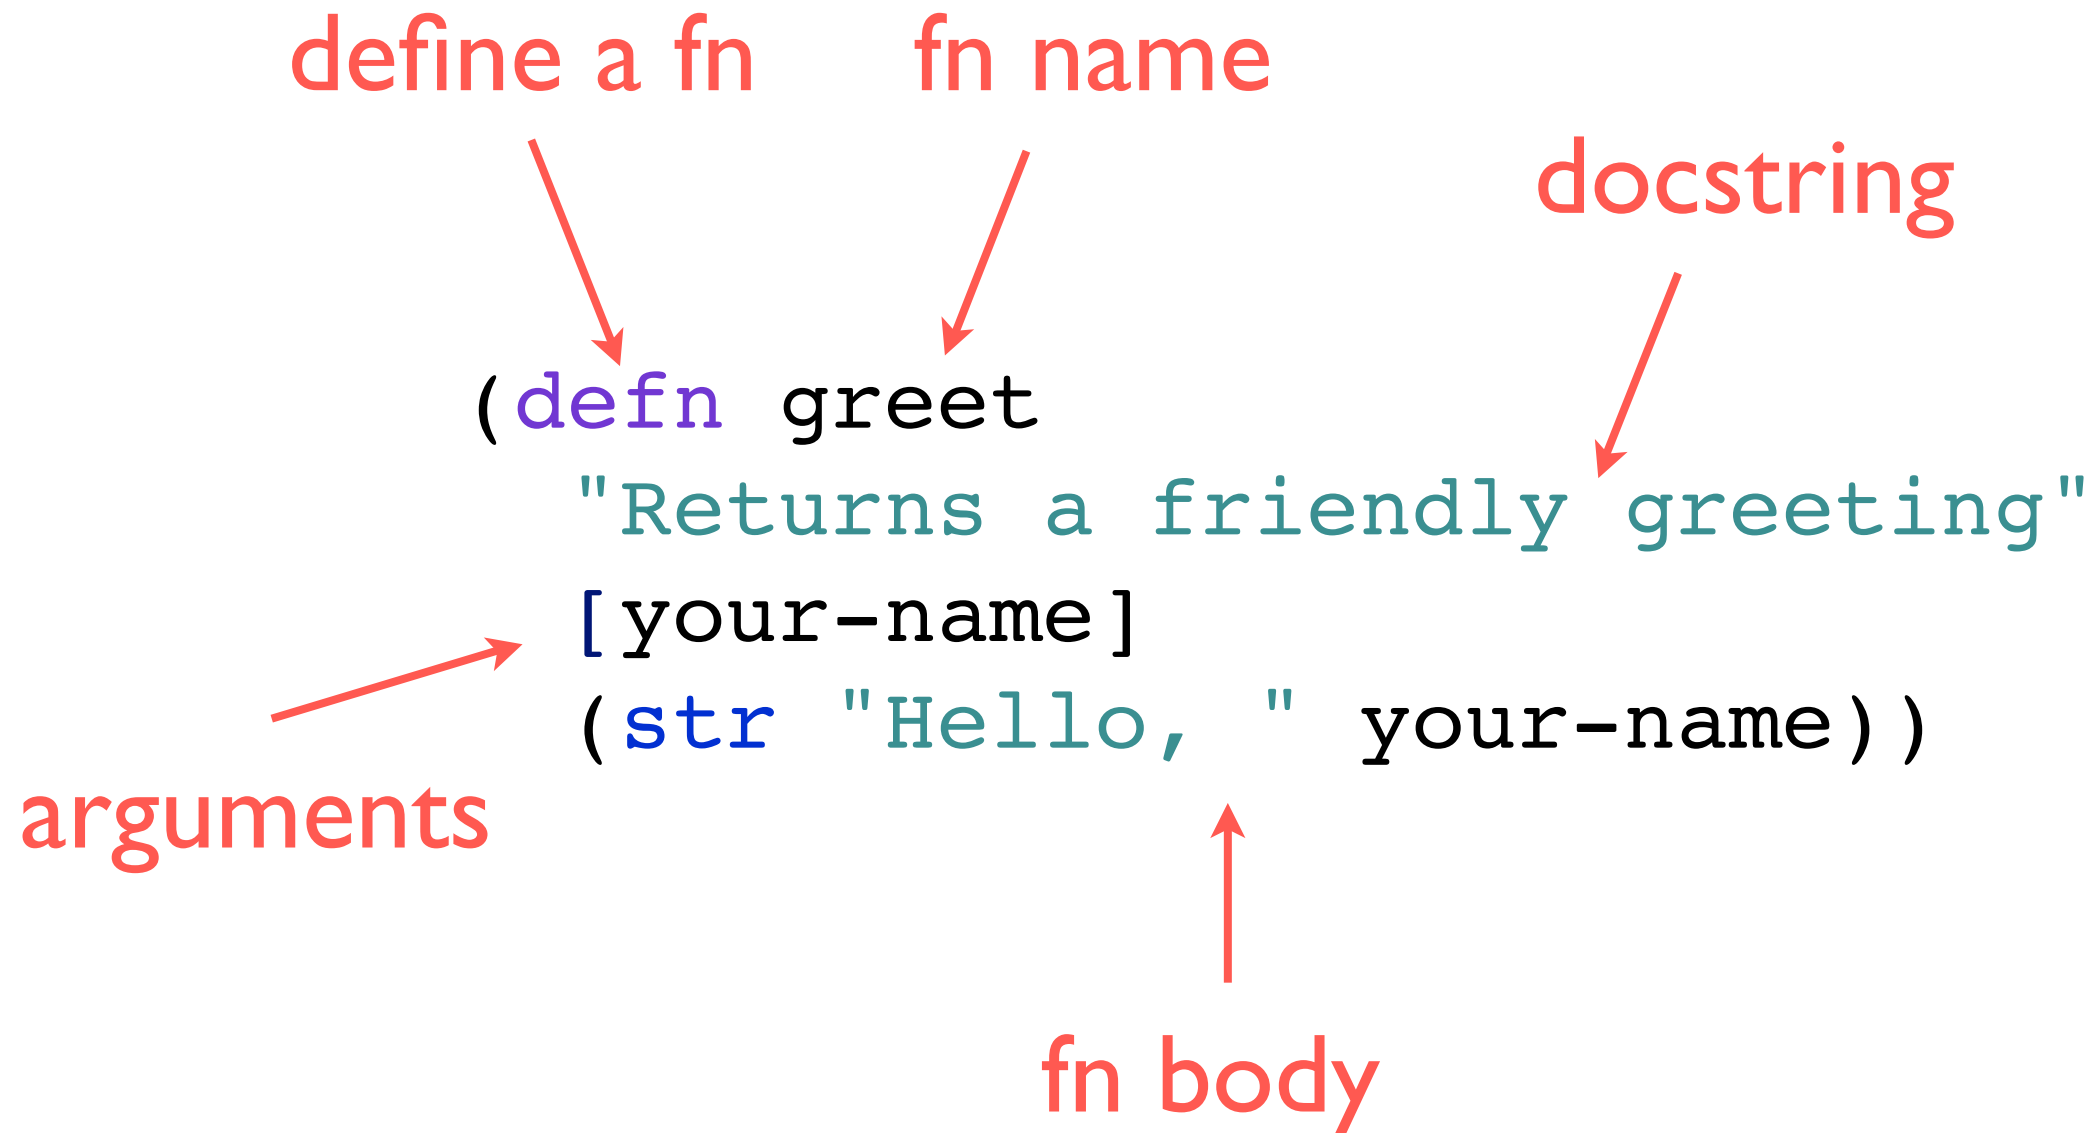 define a fn fn name
docstring
(defn greet
"Returns a friendly greeting"
[your-name]
(str "Hello, " your-name))
arguments
fn body